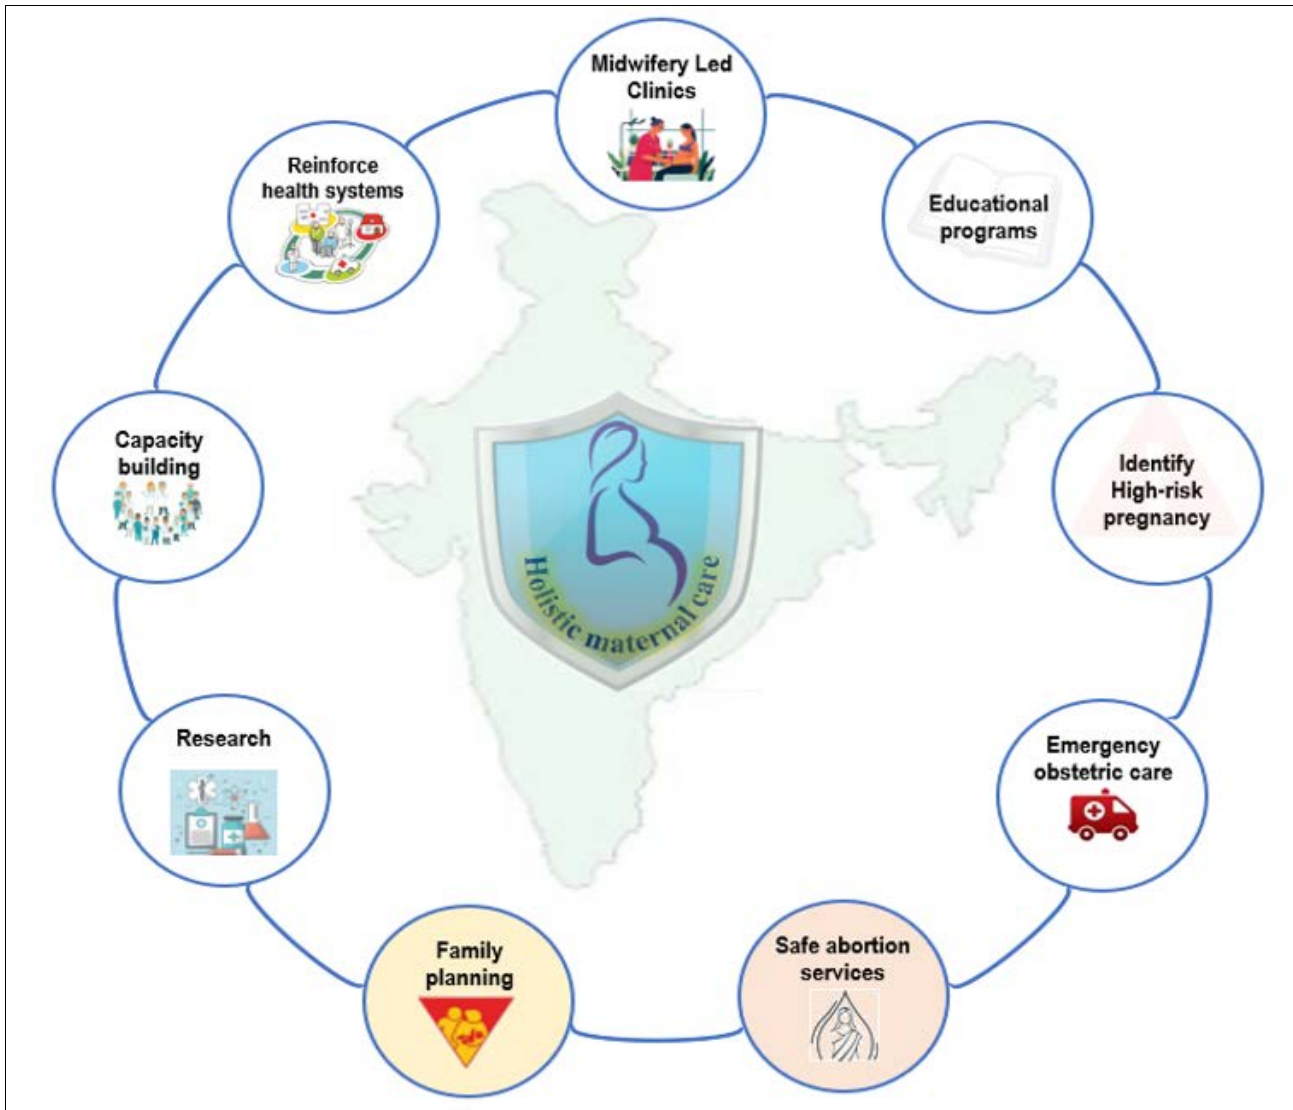 Midwifery Led
Clinics
Educational
programs
Identify
High-risk
pregnancy
Emergency
obstetric care
Safe abortion
services
Family
planning
Research
Capacity
building
Reinforce
health systems
Holistic maternal care